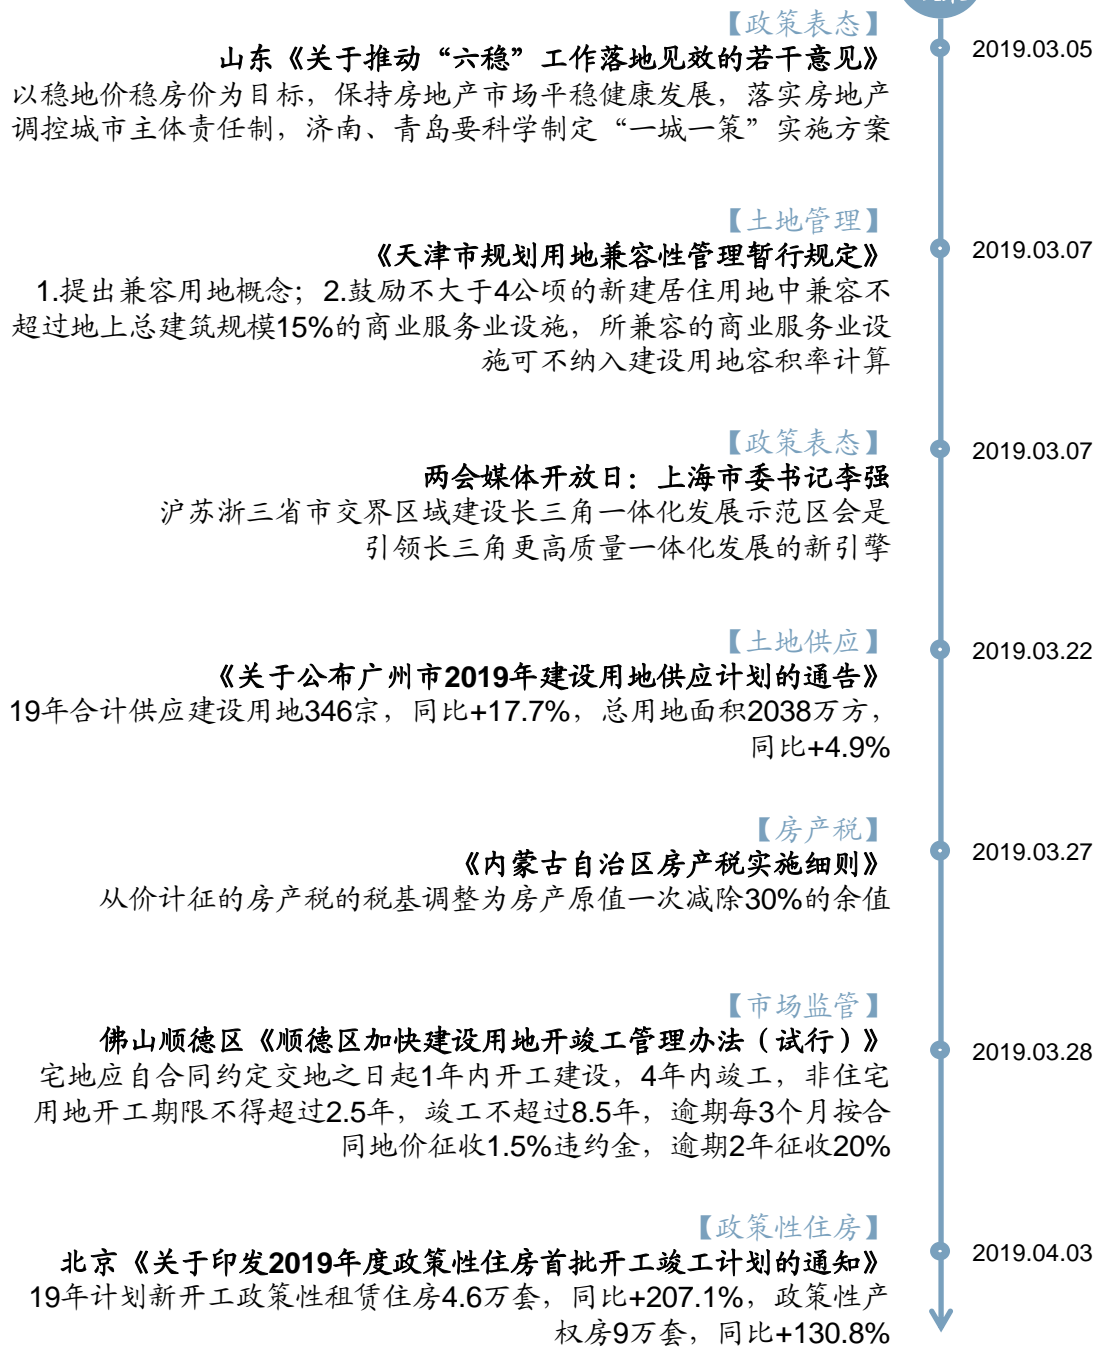 【政策表态】
2019.03.05
山东《关于推动“六稳”工作落地见效的若干意见》
以稳地价稳房价为目标，保持房地产市场平稳健康发展，落实房地产
调控城市主体责任制，济南、青岛要科学制定“一城一策”实施方案
【土地管理】
2019.03.07
《天津市规划用地兼容性管理暂行规定》
1.提出兼容用地概念；2.鼓励不大于4公顷的新建居住用地中兼容不
超过地上总建筑规模15%的商业服务业设施，所兼容的商业服务业设
施可不纳入建设用地容积率计算
【政策表态】
2019.03.07
两会媒体开放日：上海市委书记李强
沪苏浙三省市交界区域建设长三角一体化发展示范区会是
引领长三角更高质量一体化发展的新引擎
【土地供应】
2019.03.22
《关于公布广州市2019年建设用地供应计划的通告》
19年合计供应建设用地346宗，同比+17.7%，总用地面积2038万方，
同比+4.9%
【房产税】
2019.03.27
《内蒙古自治区房产税实施细则》
从价计征的房产税的税基调整为房产原值一次减除30%的余值
【市场监管】
2019.03.28
佛山顺德区《顺德区加快建设用地开竣工管理办法（试行）》
宅地应自合同约定交地之日起1年内开工建设，4年内竣工，非住宅
用地开工期限不得超过2.5年，竣工不超过8.5年，逾期每3个月按合
同地价征收1.5%违约金，逾期2年征收20%
【政策性住房】
2019.04.03
北京《关于印发2019年度政策性住房首批开工竣工计划的通知》
19年计划新开工政策性租赁住房4.6万套，同比+207.1%，政策性产
权房9万套，同比+130.8%